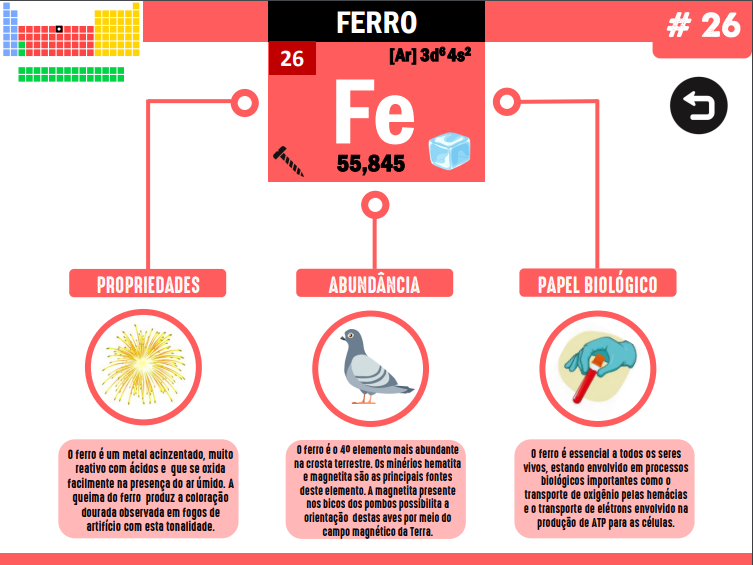 FERRO
# 26
26
[Ar] 3d⁶ 4s²
Fe
55,845
PROPRIEDADES
ABUNDÂNCIA
PAPEL BIOLÓGICO
O ferro é um metal acinzentado, muito
reativo com ácidos e que se oxida
facilmente na presença do ar úmido. A
queima do ferro produz a coloração
dourada observada em fogos de
artifício com esta tonalidade.
O ferro é o 4º elemento mais abundante
na crosta terrestre. Os minérios hematita
e magnetita são as principais fontes
deste elemento. A magnetita presente
nos bicos dos pombos possibilita a
orientação destas aves por meio do
campo magnético da Terra.
O ferro é essencial a todos os seres
vivos, estando envolvido em processos
biológicos importantes como o
transporte de oxigênio pelas hemácias
e o transporte de elétrons envolvido na
produção de ATP para as células.